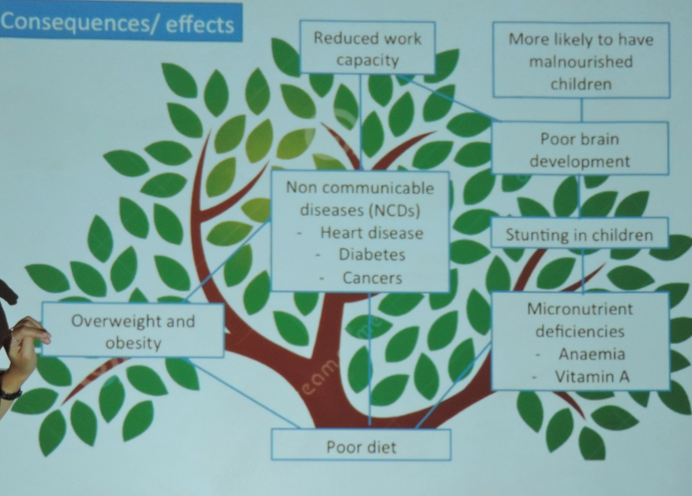 Consequences/ effects
Reduced work
capacity
More likely to have
malnourished
children
Poor brain
development
Non communicable
diseases (NCDs)
- Heart disease
- Diabetes
- Cancers
Stunting in children
Overweight and
obesity
Micronutrient
deficiencies
- Anaemia
- Vitamin A
Poor diet